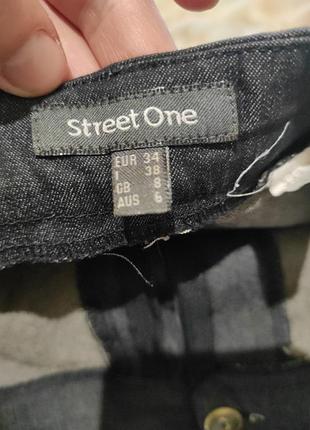 Street One
EUR 34
I 38
GB 8
AUS 6